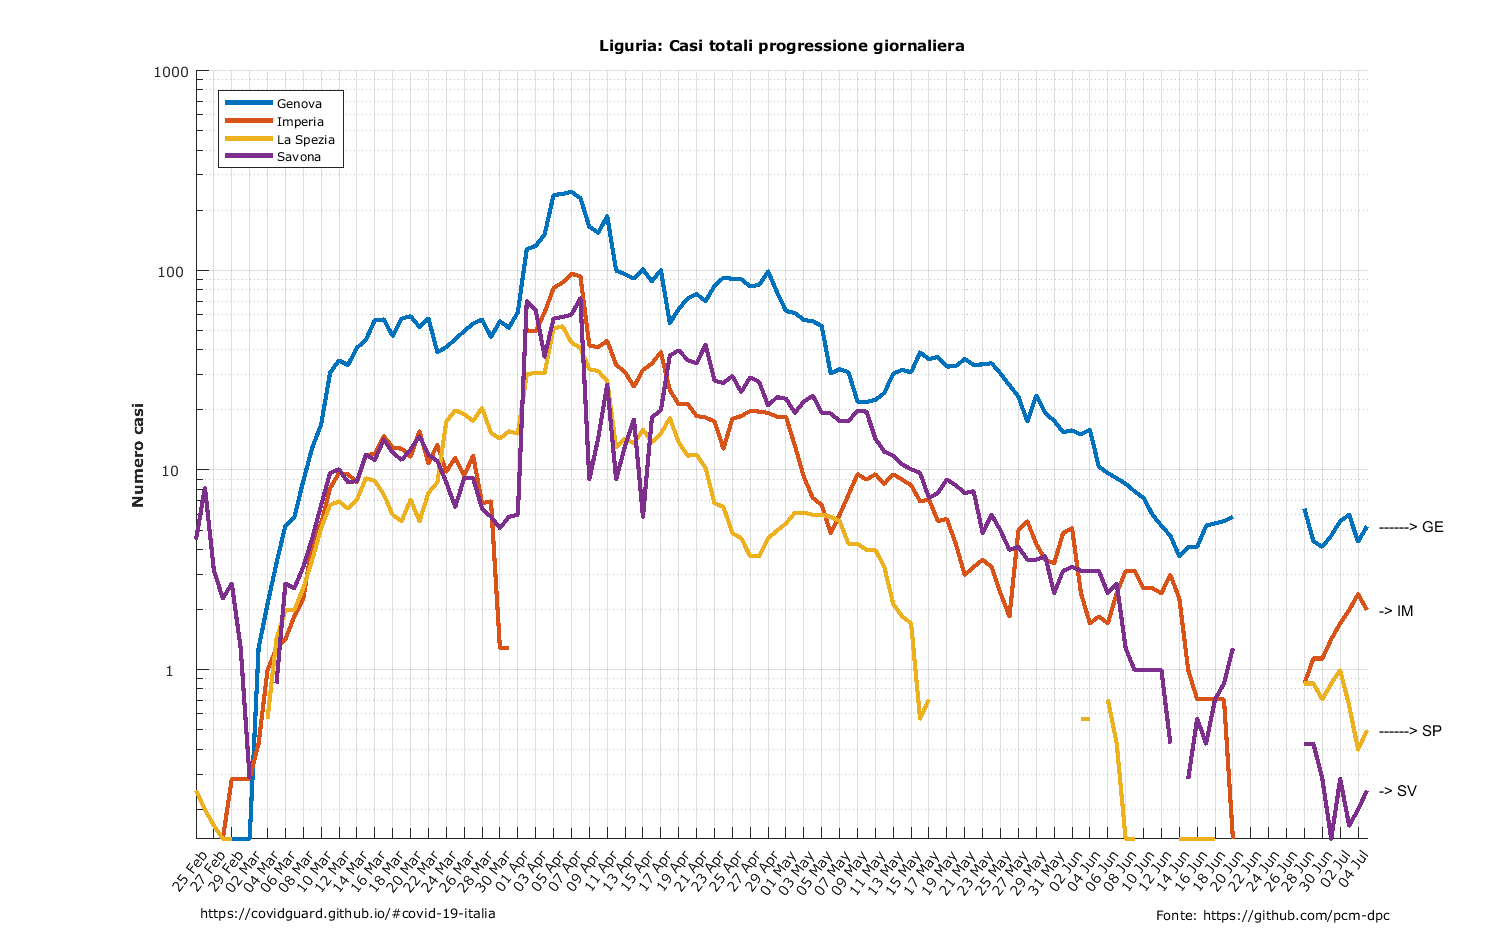 Liguria: Casi totali progressione giornaliera
1000
100
10
1
Numero casi
Genova
Imperia
La Spezia
Savona
------> GE
-> IM
------> SP
-> SV
25 Feb
27 Feb
29 Feb
02 Mar
04 Mar
06 Mar
08 Mar
10 Mar
12 Mar
14 Mar
16 Mar
18 Mar
20 Mar
22 Mar
24 Mar
26 Mar
28 Mar
30 Mar
01 Apr
03 Apr
05 Apr
07 Apr
09 Apr
11 Apr
13 Apr
15 Apr
17 Apr
19 Apr
21 Apr
23 Apr
25 Apr
27 Apr
29 Apr
01 May
03 May
05 May
07 May
09 May
11 May
13 May
15 May
17 May
19 May
21 May
23 May
25 May
27 May
29 May
31 May
02 Jun
04 Jun
06 Jun
08 Jun
10 Jun
12 Jun
14 Jun
16 Jun
18 Jun
20 Jun
22 Jun
24 Jun
26 Jun
28 Jun
30 Jun
02 Jul
04 Jul
https://covidguard.github.io/#covid-19-italia
Fonte: https://github.com/pcm-dpc